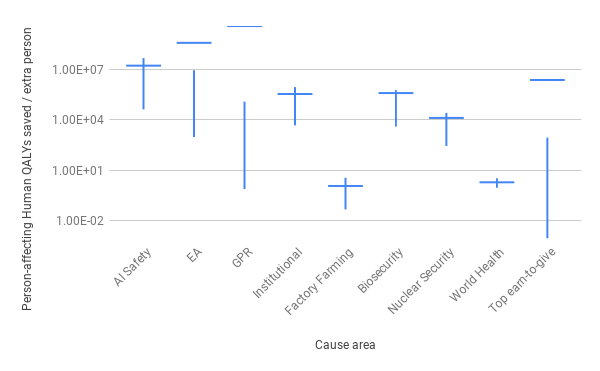 Person-affecting Human QALYs saved / extra person
1.00E+07
1.00E+04
1.00E+01
1.00E-02
AI Safety
EA
GPR
Institutional
Factory Farming
Biosecurity
Nuclear Security
World Health
Top earn-to-give
Cause area